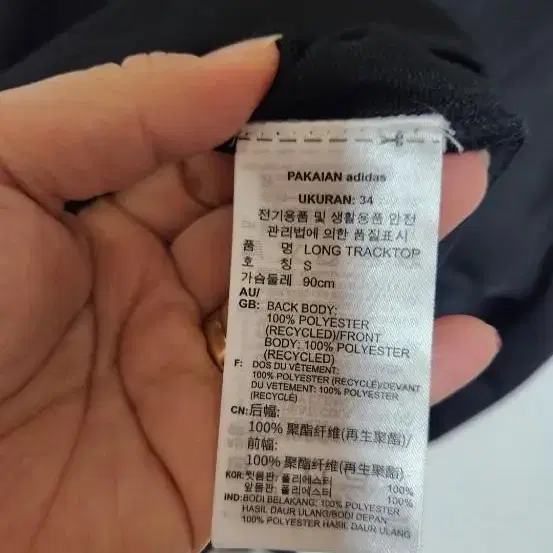 PAKAIAN adidas
UKURAN: 34
전기용품 및 생활용품 안전
관리법에 의한 품질표시
품 명 LONG TRACKTOP
호 칭 S
가슴둘레 90cm
AU/
GB: BACK BODY:
100% POLYESTER
(RECYCLED)/FRONT
BODY: 100% POLYESTER
(RECYCLED)
F: DOS DU VÊTEMENT:
100% POLYESTER (RECYCLÉ)/DEVANT
DU VETEMENT: 100% POLYESTER
(RECYCLÉ)
CN:后幅:
100% 聚酯纤维(再生聚酯)/
前幅:
100% 聚酯纤维(再生聚酯)
KOR:뒷몸판: 폴리에스터 100%
앞몸판: 폴리에스터 100%
IND:BODI BELAKANG: 100% POLYESTER
HASIL DAUR ULANG/BODI DEPAN:
100% POLYESTER HASIL DAUR ULANG